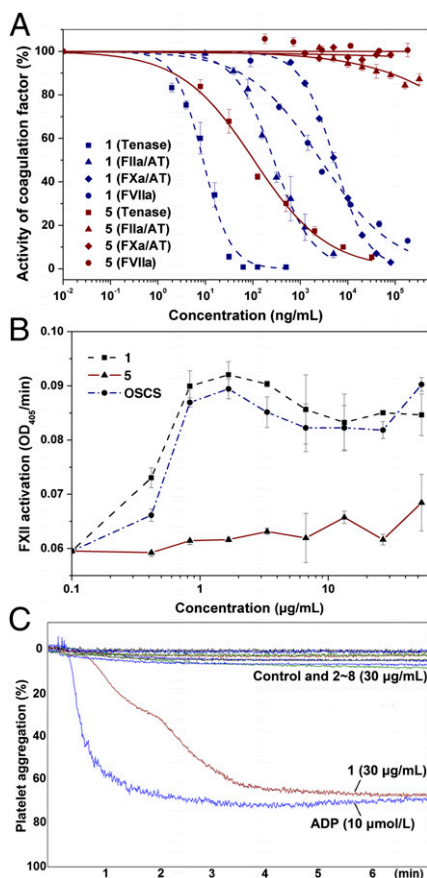 A
Activity of coagulation factor (%)
120
100
80
60
40
20
0
1 (Tenase)
1 (FIIa/AT)
1 (FXa/AT)
1 (FVIIa)
5 (Tenase)
5 (FIIa/AT)
5 (FXa/AT)
5 (FVIIa)
10⁻² 10⁻¹ 10⁰ 10¹ 10² 10³ 10⁴ 10⁵
Concentration (ng/mL)
B
FXII activation (OD₄₀₅/min)
0.10
0.09
0.08
0.07
0.06
1
5
OSCS
0.1 1 10
Concentration (µg/mL)
C
Platelet aggregation (%)
0
20
40
60
80
100
Control and 2~8 (30 µg/mL)
1 (30 µg/mL)
ADP (10 µmol/L)
1 2 3 4 5 6 (min)